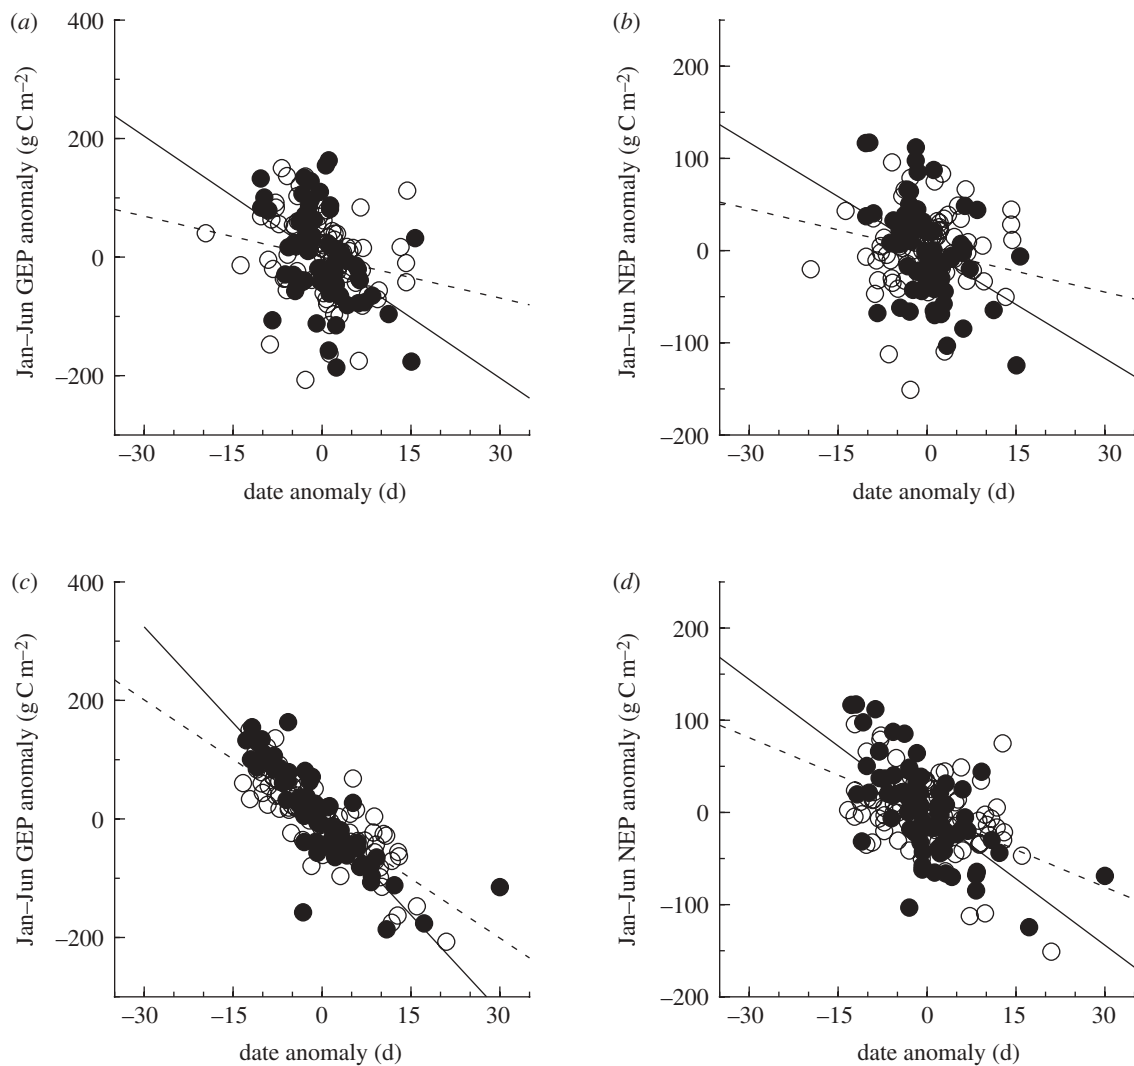 (a)
400
200
0
–200
Jan–Jun GEP anomaly (g C m–2)
–30 –15 0 15 30
date anomaly (d)
(b)
200
100
0
–100
–200
Jan–Jun NEP anomaly (g C m–2)
–30 –15 0 15 30
date anomaly (d)
(c)
400
200
0
–200
Jan–Jun GEP anomaly (g C m–2)
–30 –15 0 15 30
date anomaly (d)
(d)
200
100
0
–100
–200
Jan–Jun NEP anomaly (g C m–2)
–30 –15 0 15 30
date anomaly (d)